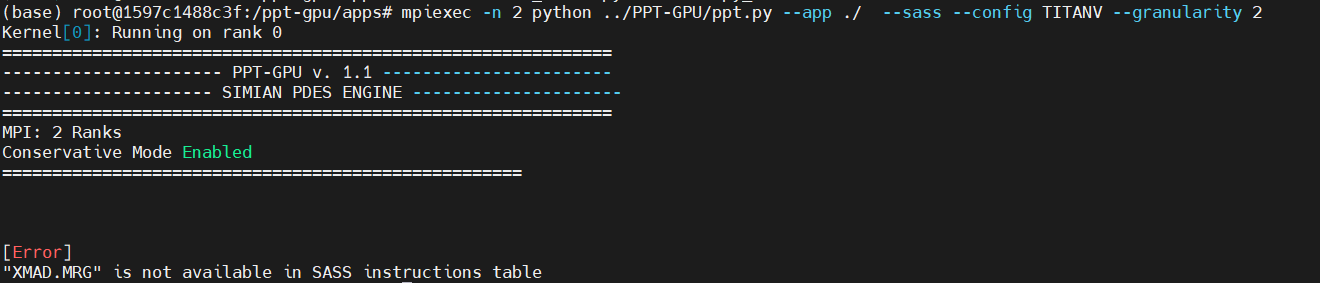 (base) root@1597c1488c3f:/ppt-gpu/apps# mpiexec -n 2 python ../PPT-GPU/ppt.py --app ./  --sass --config TITANV --granularity 2
Kernel[0]: Running on rank 0
=============================================================
---------------------- PPT-GPU v. 1.1 -----------------------
--------------------- SIMIAN PDES ENGINE ---------------------
=============================================================
MPI: 2 Ranks
Conservative Mode Enabled
====================================================
[Error]
"XMAD.MRG" is not available in SASS instructions table